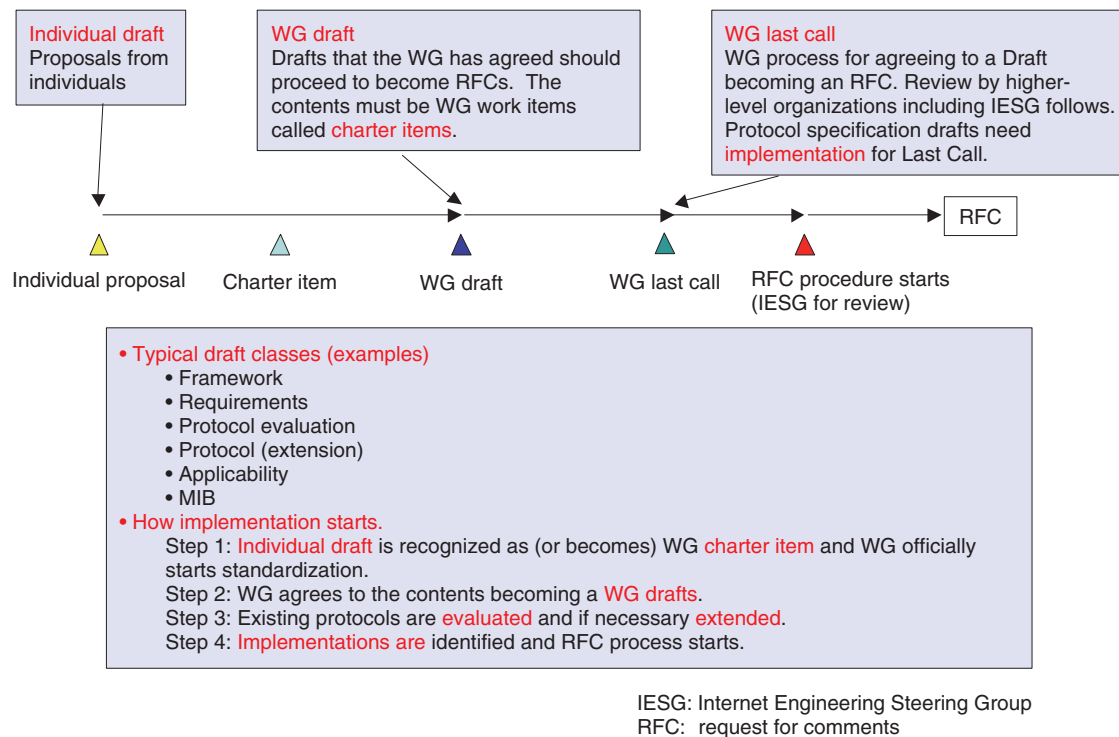 Individual draft
Proposals from
individuals
WG draft
Drafts that the WG has agreed should
proceed to become RFCs. The
contents must be WG work items
called charter items.
WG last call
WG process for agreeing to a Draft
becoming an RFC. Review by higher-
level organizations including IESG follows.
Protocol specification drafts need
implementation for Last Call.
RFC
Individual proposal
Charter item
WG draft
WG last call
RFC procedure starts
(IESG for review)
• Typical draft classes (examples)
• Framework
• Requirements
• Protocol evaluation
• Protocol (extension)
• Applicability
• MIB
• How implementation starts.
Step 1: Individual draft is recognized as (or becomes) WG charter item and WG officially
starts standardization.
Step 2: WG agrees to the contents becoming a WG drafts.
Step 3: Existing protocols are evaluated and if necessary extended.
Step 4: Implementations are identified and RFC process starts.
IESG: Internet Engineering Steering Group
RFC: request for comments